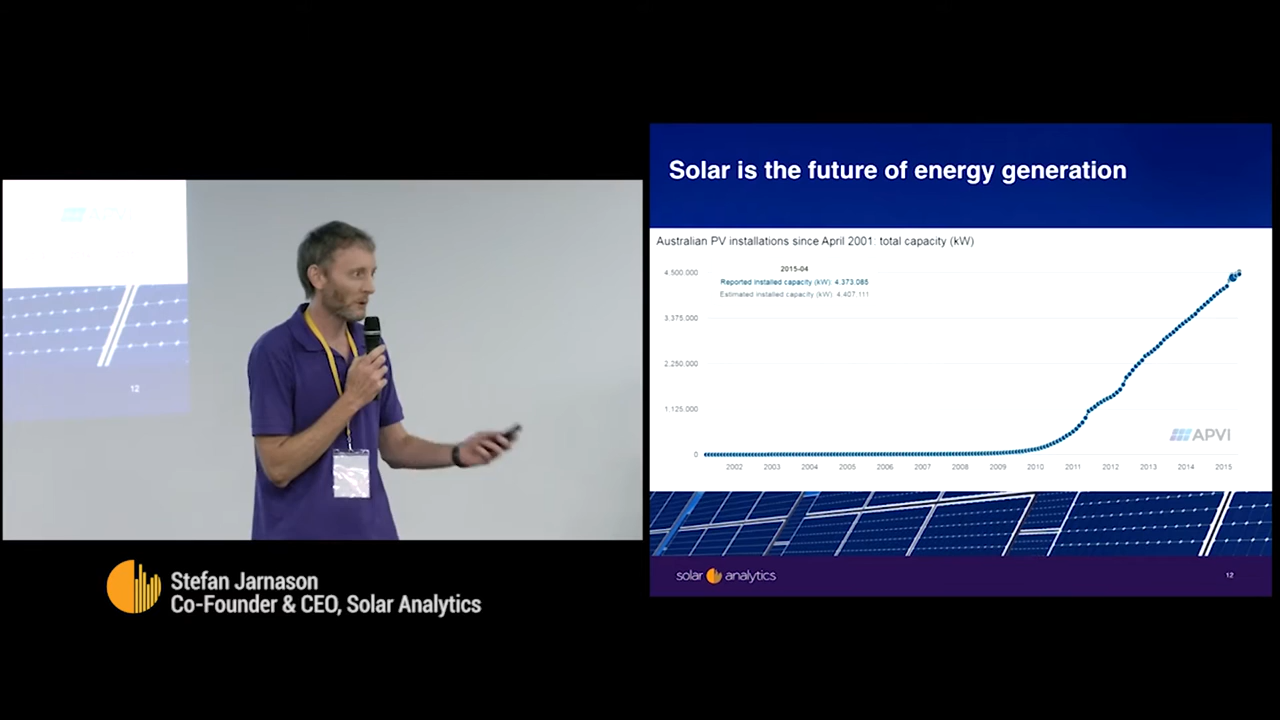 Solar is the future of energy generation
Australian PV installations since April 2001: total capacity (kW)
2015-04
Reported installed capacity (kW): 4.373.085
Estimated installed capacity (kW): 4.407.111
4.500.000
3.375.000
2.250.000
1.125.000
0
2002 2003 2004 2005 2006 2007 2008 2009 2010 2011 2012 2013 2014 2015
APVI
solar analytics
12
APVI
12
Stefan Jarnason
Co-Founder & CEO, Solar Analytics